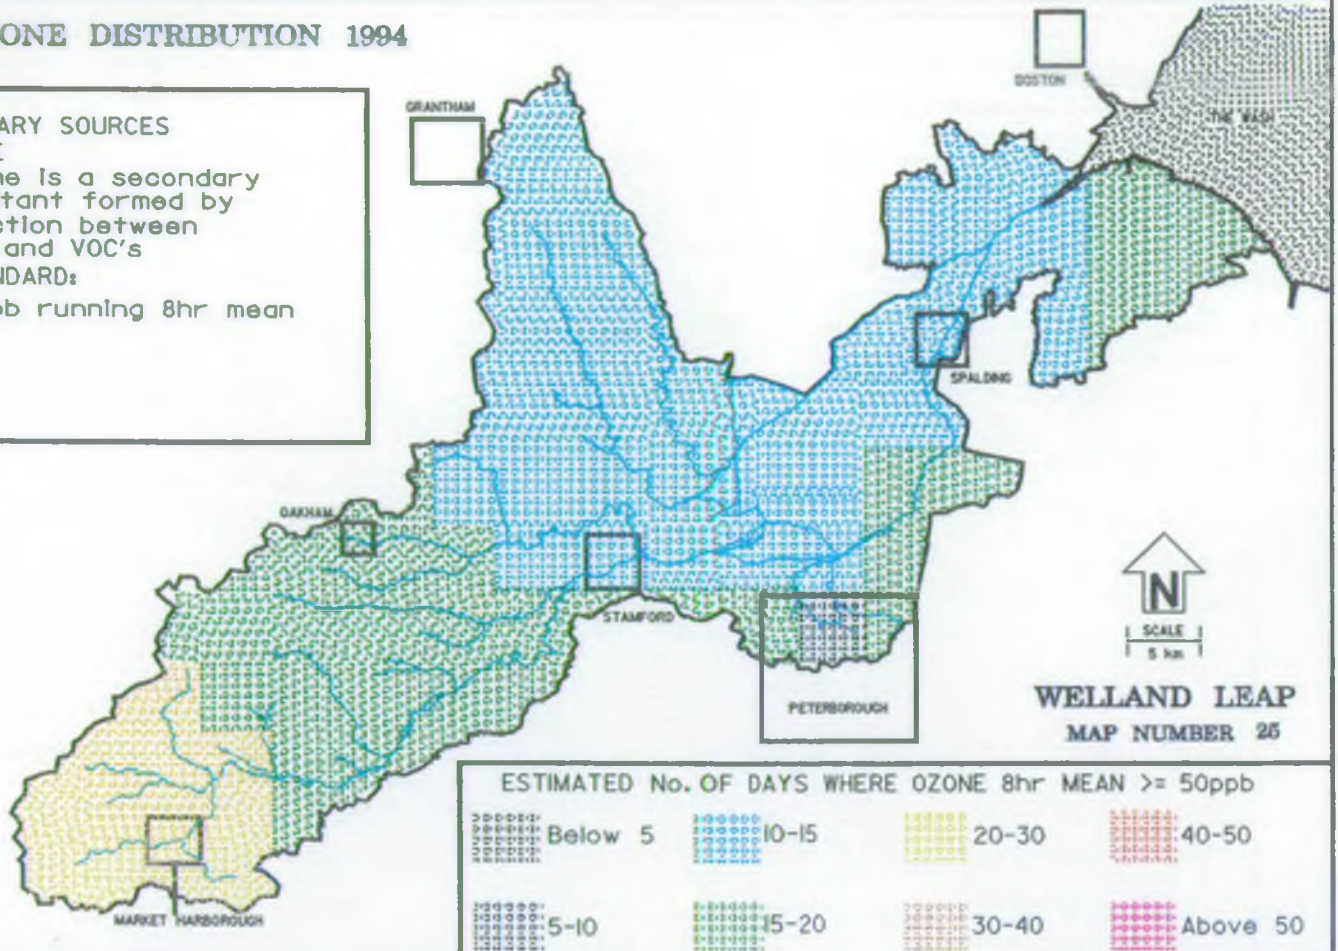 ONE DISTRIBUTION 1994
ARY SOURCES
E
ne is a secondary
tant formed by
ction between
and VOC's
NDARD:
ob running 8hr mean
GRANTHAM
BOSTON
THE WASH
SPALDING
OAKHAM
STAMFORD
PETERBOROUGH
MARKET HARBOROUGH
N
SCALE
5 km
WELLAND LEAP
MAP NUMBER 25
ESTIMATED No. OF DAYS WHERE OZONE 8hr MEAN >= 50ppb
Below 5
10-15
20-30
40-50
5-10
15-20
30-40
Above 50